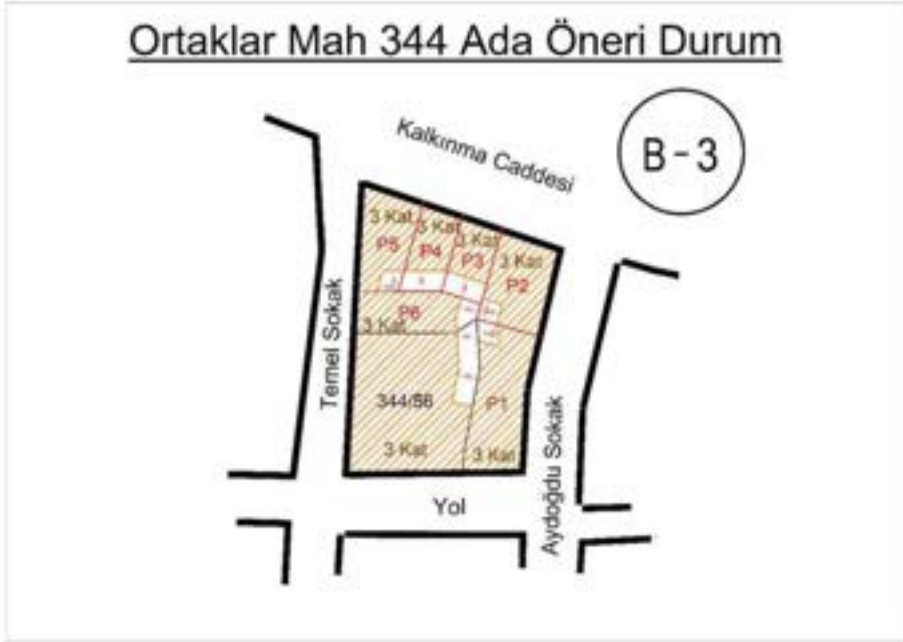 Ortaklar Mah 344 Ada Öneri Durum
Kalkınma Caddesi
B-3
3 Kat
3 Kat
3 Kat
3 Kat
P5
P4
P3
P2
P6
3 Kat
Temel Sokak
344/56
P1
3 Kat
3 Kat
Aydoğdu Sokak
Yol